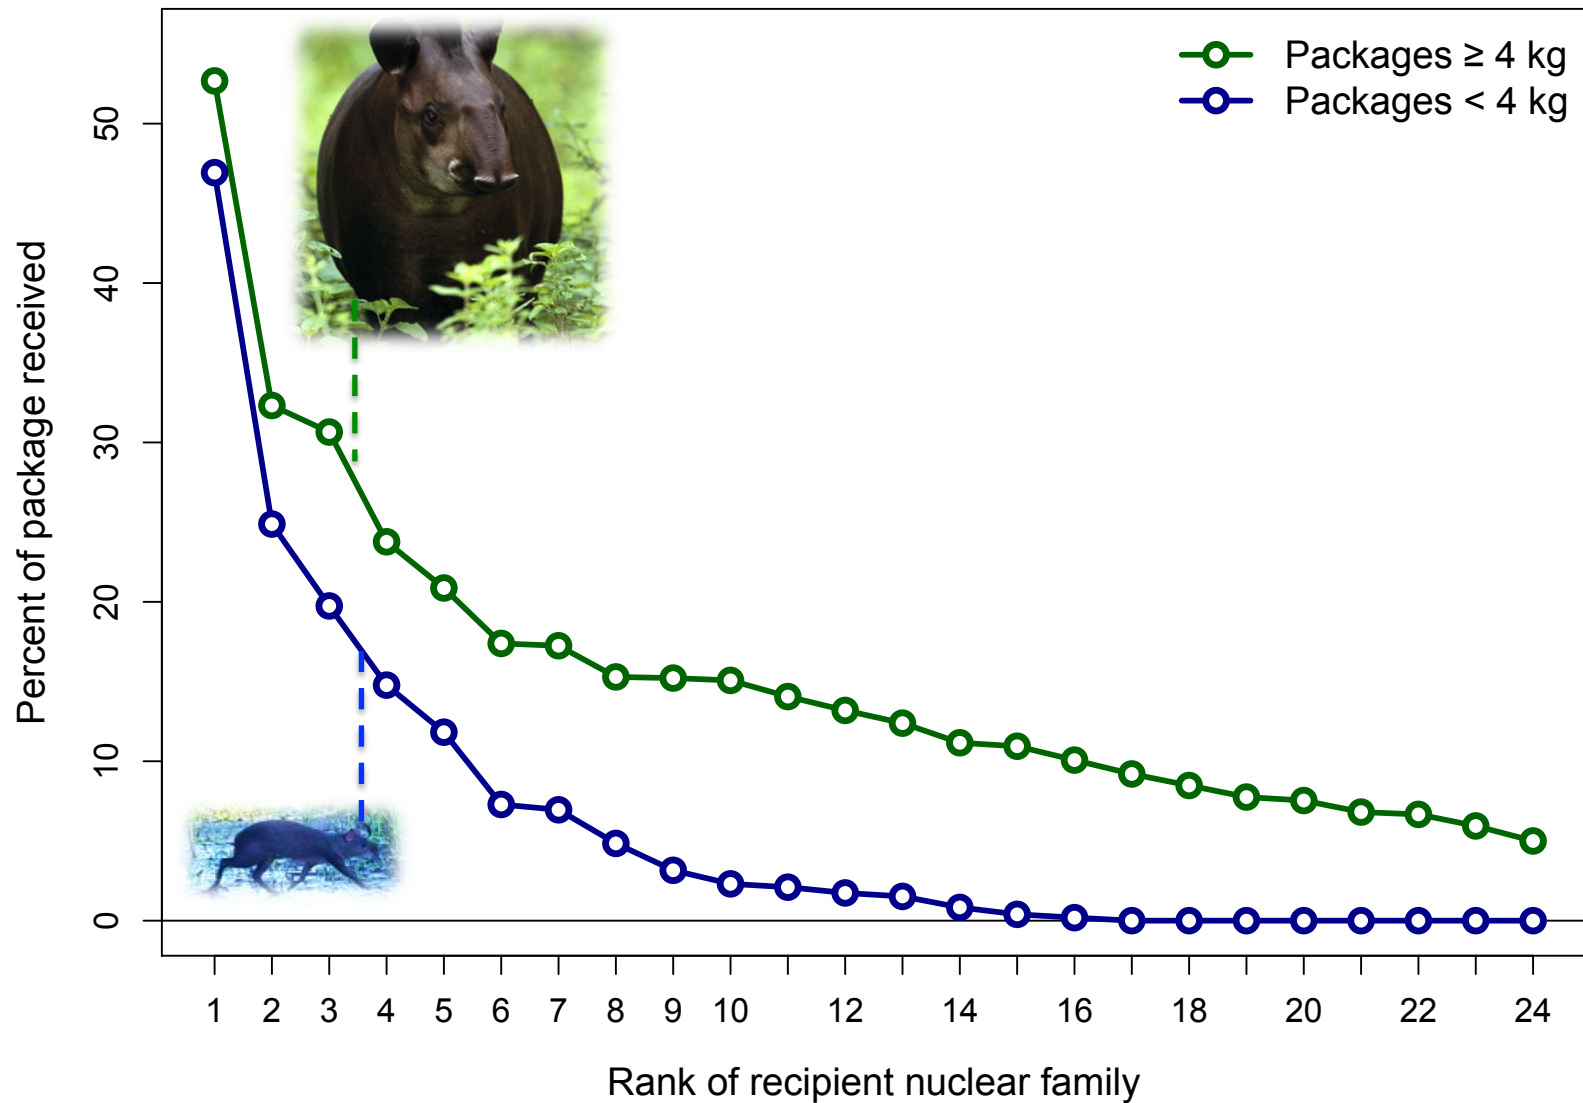 Packages ≥ 4 kg
Packages < 4 kg
Percent of package received
50
40
30
20
10
0
1 2 3 4 5 6 7 8 9 10 12 14 16 18 20 22 24
Rank of recipient nuclear family